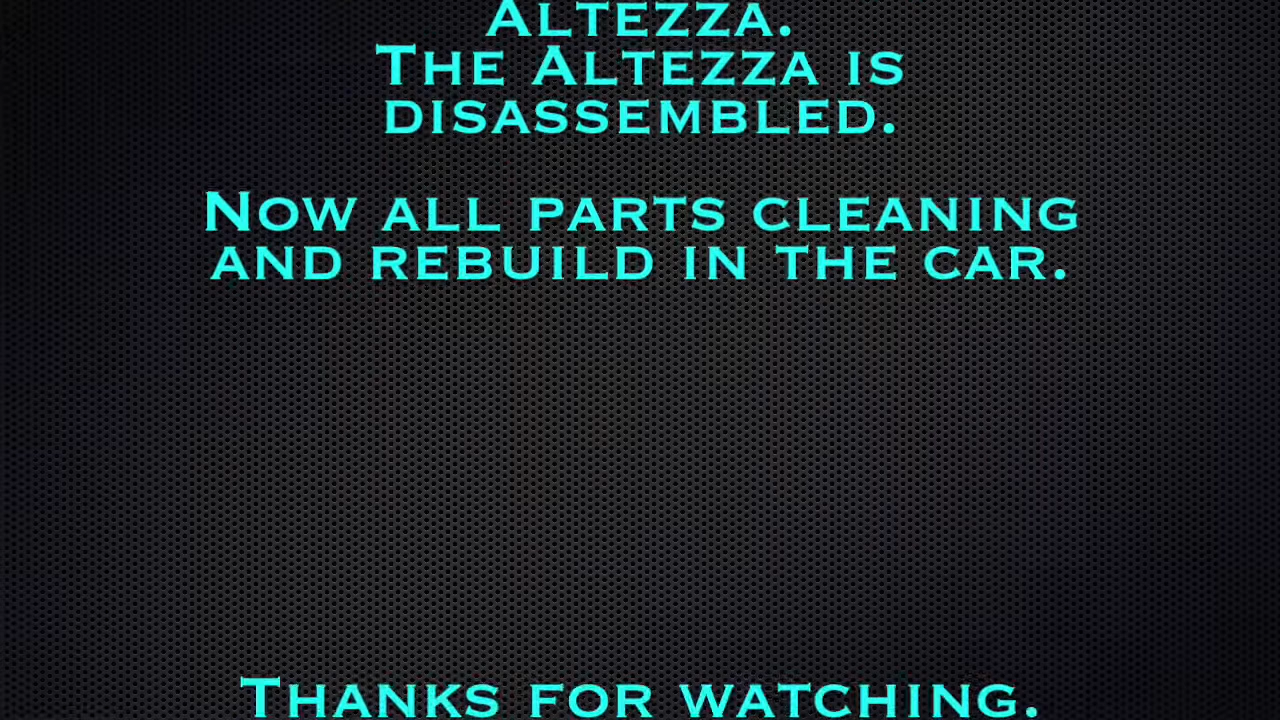 Altezza.
The Altezza is
disassembled.
Now all parts cleaning
and rebuild in the car.
Thanks for watching.